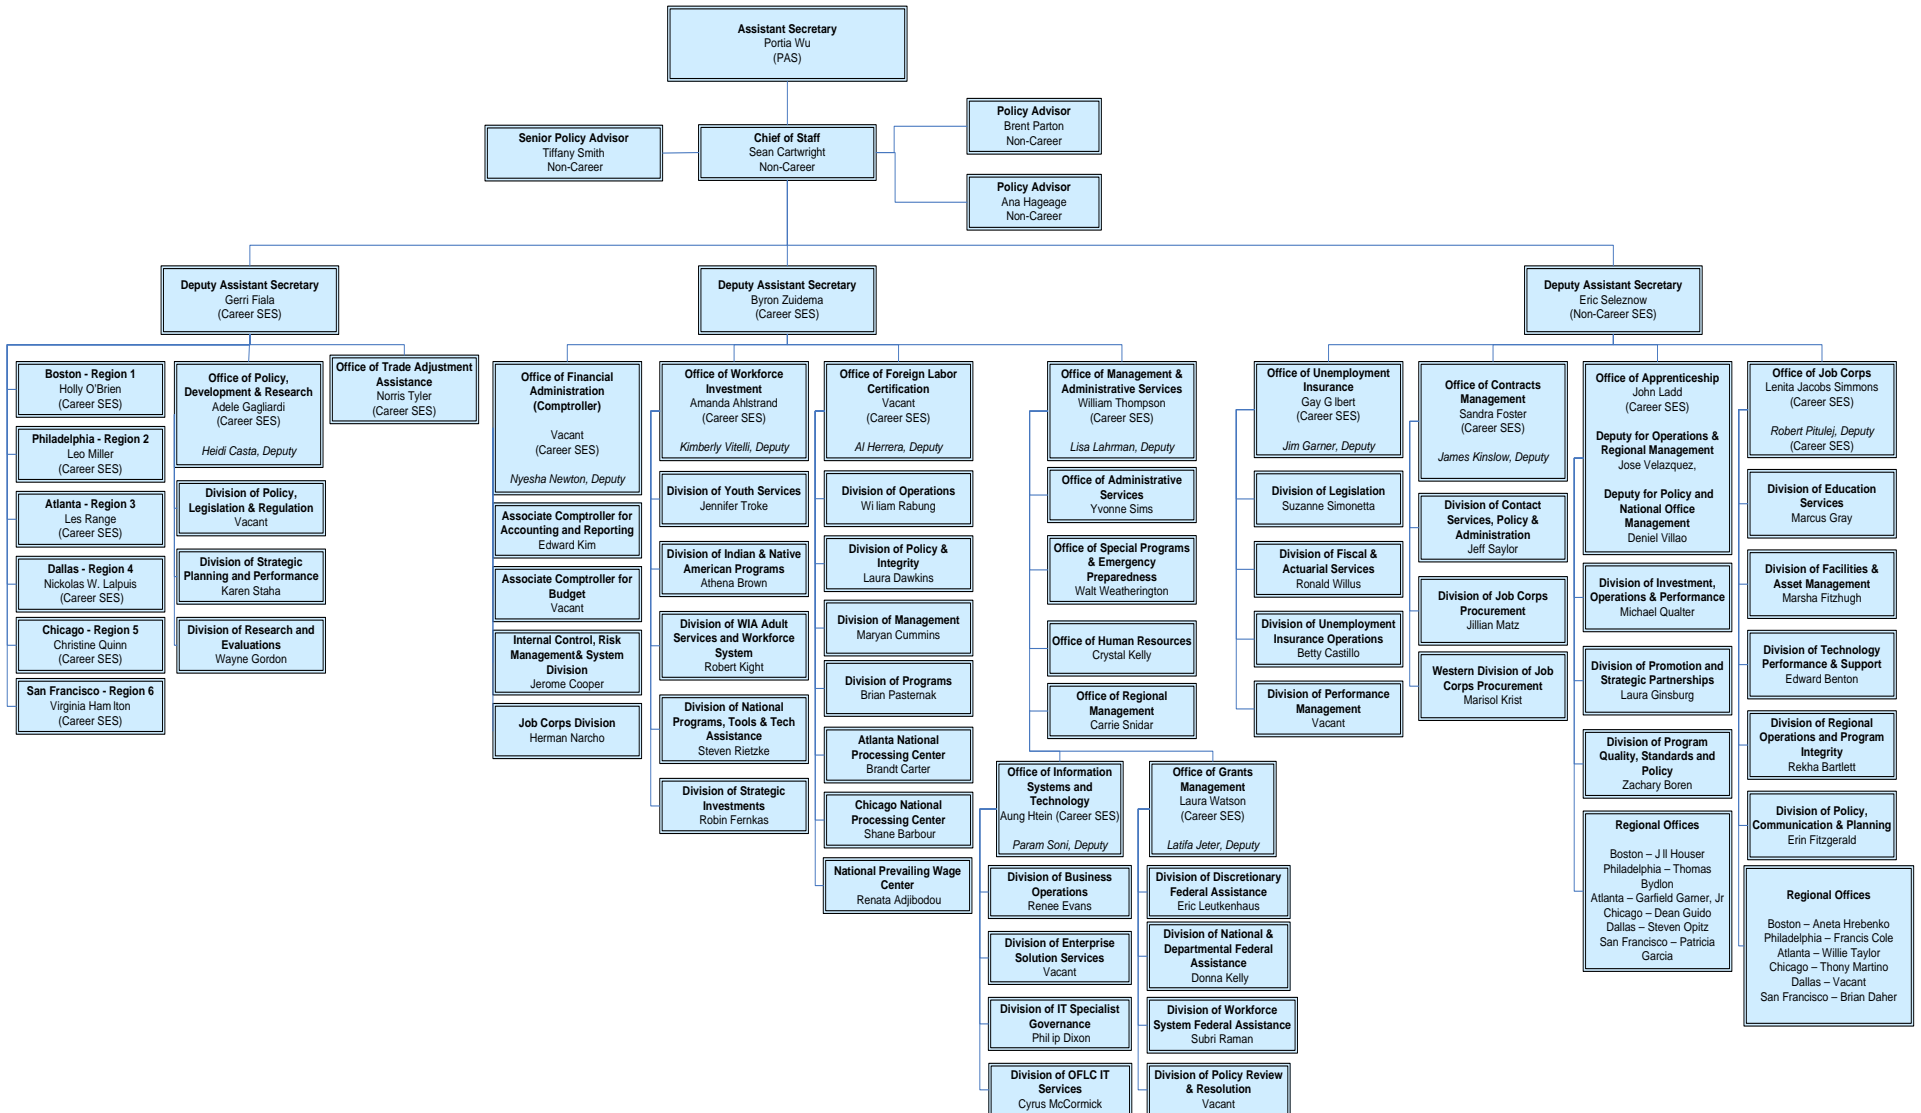 Assistant Secretary
Portia Wu
(PAS)
Policy Advisor
Brent Parton
Non-Career
Senior Policy Advisor
Tiffany Smith
Non-Career
Chief of Staff
Sean Cartwright
Non-Career
Policy Advisor
Ana Hageage
Non-Career
Deputy Assistant Secretary
Gerri Fiala
(Career SES)
Deputy Assistant Secretary
Byron Zuidema
(Career SES)
Deputy Assistant Secretary
Eric Seleznow
(Non-Career SES)
Boston - Region 1
Holly O'Brien
(Career SES)
Philadelphia - Region 2
Leo Miller
(Career SES)
Atlanta - Region 3
Les Range
(Career SES)
Dallas - Region 4
Nickolas W. Lalpuis
(Career SES)
Chicago - Region 5
Christine Quinn
(Career SES)
San Francisco - Region 6
Virginia Ham lton
(Career SES)
Office of Policy,
Development & Research
Adele Gagliardi
(Career SES)
Heidi Casta, Deputy
Division of Policy,
Legislation & Regulation
Vacant
Division of Strategic
Planning and Performance
Karen Staha
Division of Research and
Evaluations
Wayne Gordon
Office of Trade Adjustment
Assistance
Norris Tyler
(Career SES)
Office of Financial
Administration
(Comptroller)
Vacant
(Career SES)
Nyesha Newton, Deputy
Associate Comptroller for
Accounting and Reporting
Edward Kim
Associate Comptroller for
Budget
Vacant
Internal Control, Risk
Management& System
Division
Jerome Cooper
Job Corps Division
Herman Narcho
Office of Workforce
Investment
Amanda Ahlstrand
(Career SES)
Kimberly Vitelli, Deputy
Division of Youth Services
Jennifer Troke
Division of Indian & Native
American Programs
Athena Brown
Division of WIA Adult
Services and Workforce
System
Robert Kight
Division of National
Programs, Tools & Tech
Assistance
Steven Rietzke
Division of Strategic
Investments
Robin Fernkas
Office of Foreign Labor
Certification
Vacant
(Career SES)
Al Herrera, Deputy
Division of Operations
Wi liam Rabung
Division of Policy &
Integrity
Laura Dawkins
Division of Management
Maryan Cummins
Division of Programs
Brian Pasternak
Atlanta National
Processing Center
Brandt Carter
Chicago National
Processing Center
Shane Barbour
National Prevailing Wage
Center
Renata Adjibodou
Office of Management &
Administrative Services
William Thompson
(Career SES)
Lisa Lahrman, Deputy
Office of Administrative
Services
Yvonne Sims
Office of Special Programs
& Emergency
Preparedness
Walt Weatherington
Office of Human Resources
Crystal Kelly
Office of Regional
Management
Carrie Snidar
Office of Information
Systems and
Technology
Aung Htein (Career SES)
Param Soni, Deputy
Division of Business
Operations
Renee Evans
Division of Enterprise
Solution Services
Vacant
Division of IT Specialist
Governance
Phil ip Dixon
Division of OFLC IT
Services
Cyrus McCormick
Office of Grants
Management
Laura Watson
(Career SES)
Latifa Jeter, Deputy
Division of Discretionary
Federal Assistance
Eric Leutkenhaus
Division of National &
Departmental Federal
Assistance
Donna Kelly
Division of Workforce
System Federal Assistance
Subri Raman
Division of Policy Review
& Resolution
Vacant
Office of Unemployment
Insurance
Gay G lbert
(Career SES)
Jim Garner, Deputy
Division of Legislation
Suzanne Simonetta
Division of Fiscal &
Actuarial Services
Ronald Willus
Division of Unemployment
Insurance Operations
Betty Castillo
Division of Performance
Management
Vacant
Office of Contracts
Management
Sandra Foster
(Career SES)
James Kinslow, Deputy
Division of Contact
Services, Policy &
Administration
Jeff Saylor
Division of Job Corps
Procurement
Jillian Matz
Western Division of Job
Corps Procurement
Marisol Krist
Office of Apprenticeship
John Ladd
(Career SES)
Deputy for Operations &
Regional Management
Jose Velazquez,
Deputy for Policy and
National Office
Management
Deniel Villao
Division of Investment,
Operations & Performance
Michael Qualter
Division of Promotion and
Strategic Partnerships
Laura Ginsburg
Division of Program
Quality, Standards and
Policy
Zachary Boren
Regional Offices
Boston – J ll Houser
Philadelphia – Thomas
Bydlon
Atlanta – Garfield Garner, Jr
Chicago – Dean Guido
Dallas – Steven Opitz
San Francisco – Patricia
Garcia
Office of Job Corps
Lenita Jacobs Simmons
(Career SES)
Robert Pitulej, Deputy
(Career SES)
Division of Education
Services
Marcus Gray
Division of Facilities &
Asset Management
Marsha Fitzhugh
Division of Technology
Performance & Support
Edward Benton
Division of Regional
Operations and Program
Integrity
Rekha Bartlett
Division of Policy,
Communication & Planning
Erin Fitzgerald
Regional Offices
Boston – Aneta Hrebenko
Philadelphia – Francis Cole
Atlanta – Willie Taylor
Chicago – Thony Martino
Dallas – Vacant
San Francisco – Brian Daher